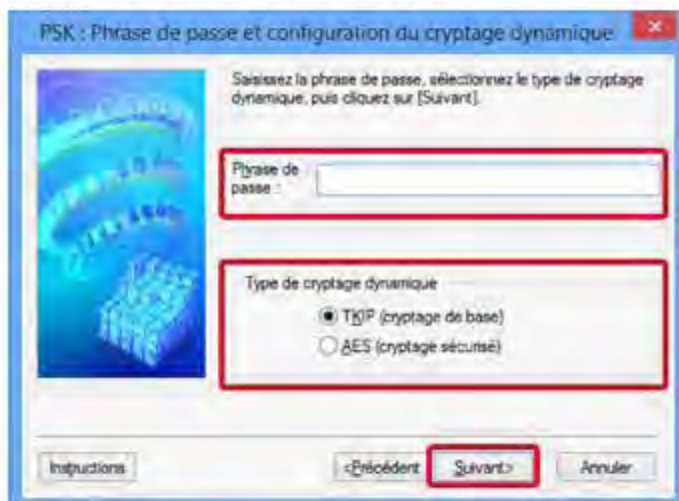 PSK : Phrase de passe et configuration du cryptage dynamique
Saisissez la phrase de passe, sélectionnez le type de cryptage
dynamique, puis cliquez sur [Suivant].
Phrase de
passe :
Type de cryptage dynamique
TKIP (cryptage de base)
AES (cryptage sécurisé)
Instructions
<Précédent
Suivant>
Annuler